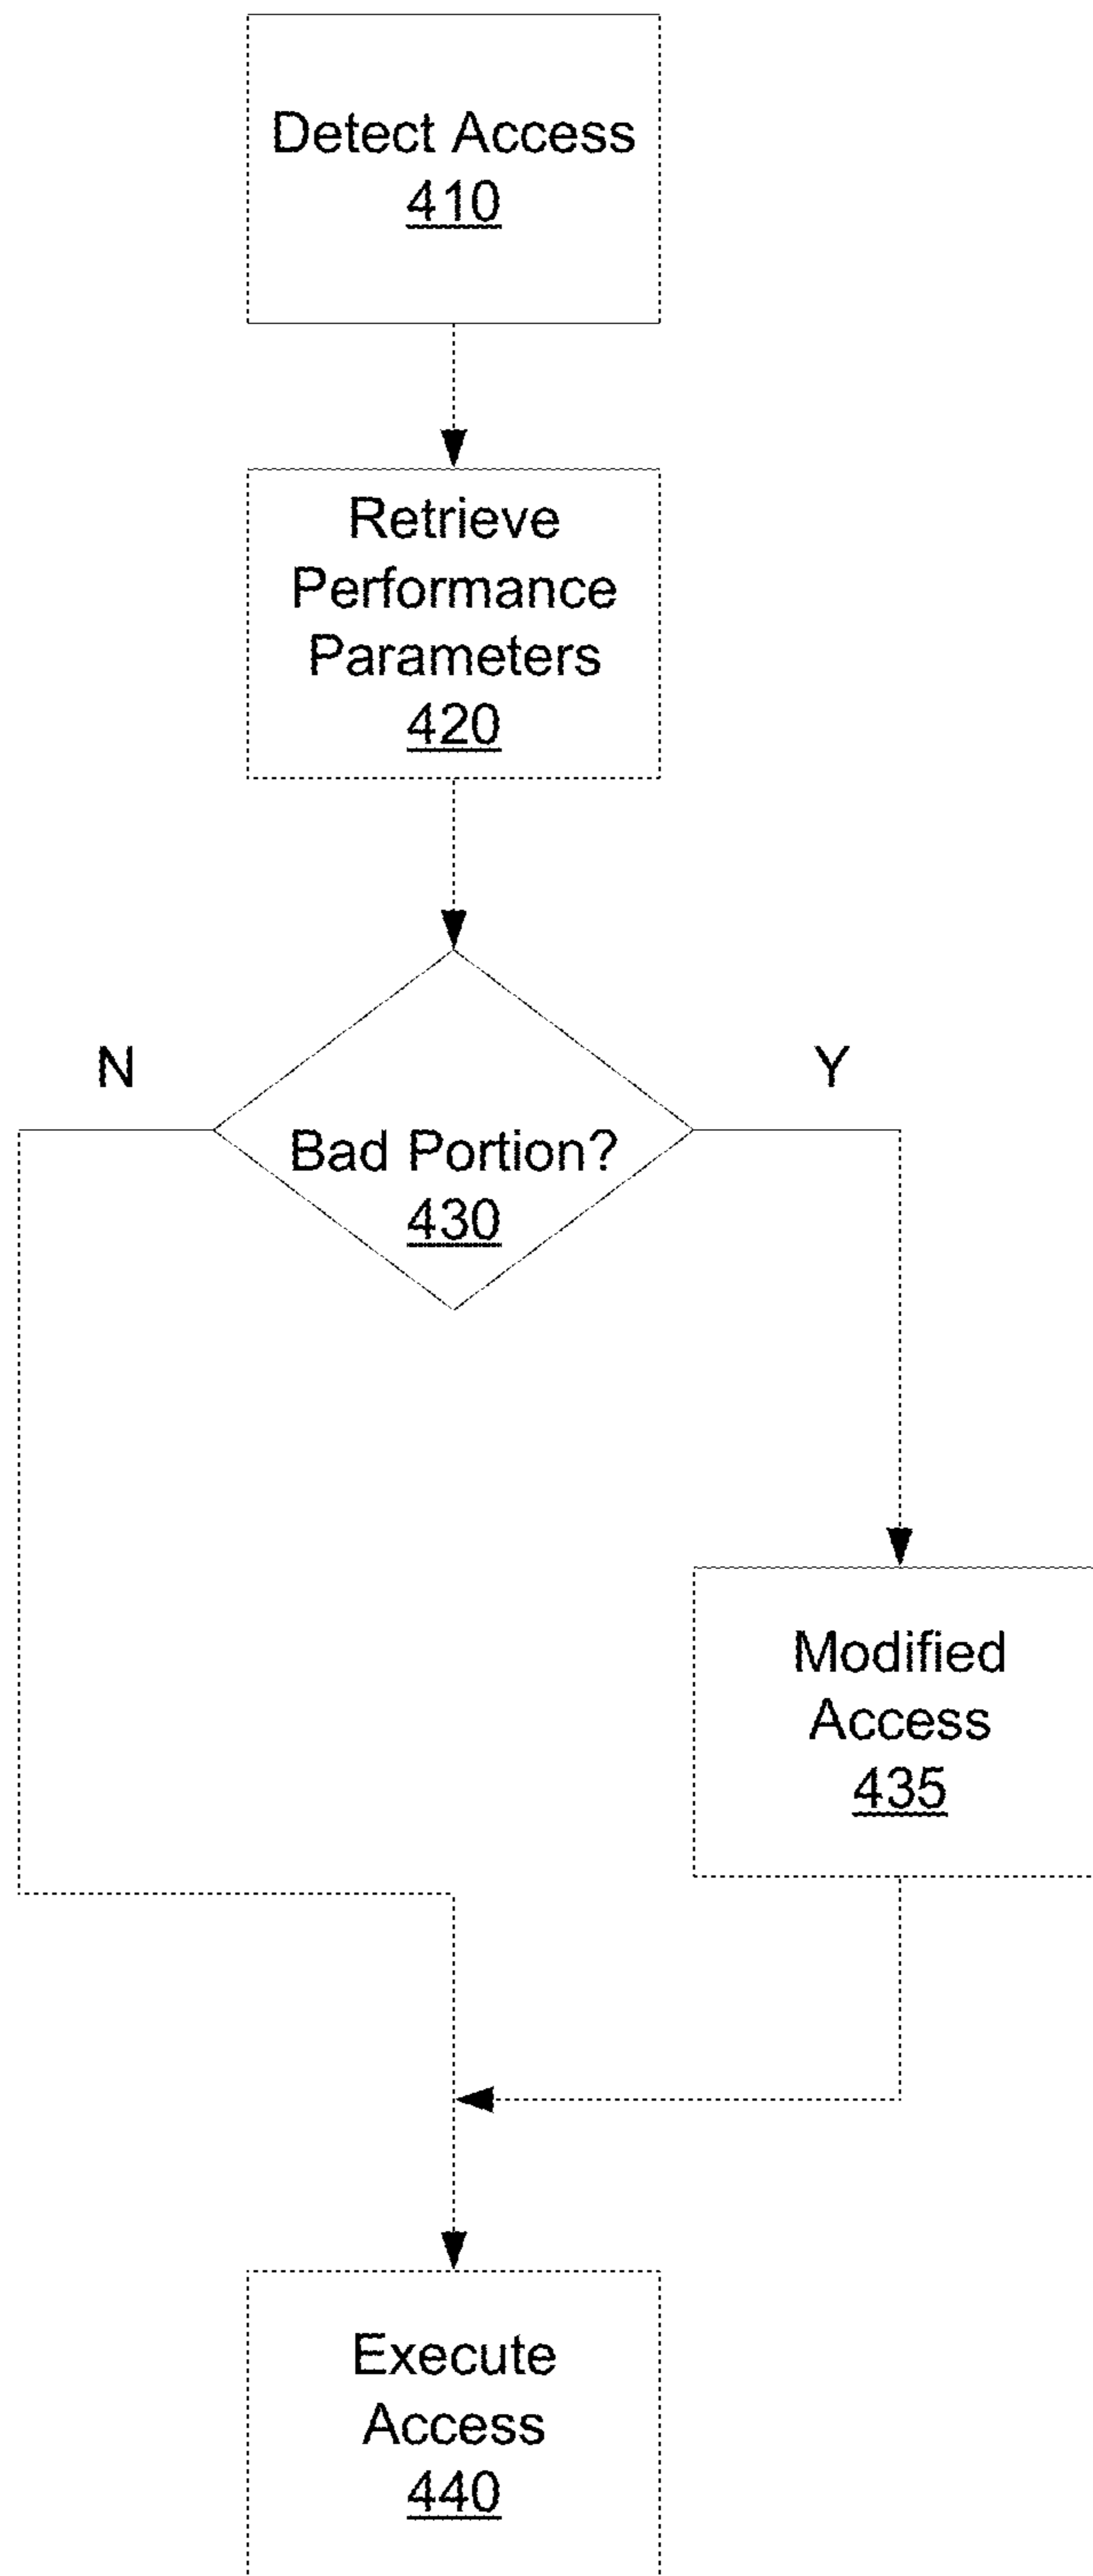 Detect Access
410
Retrieve
Performance
Parameters
420
N
Y
Bad Portion?
430
Modified
Access
435
Execute
Access
440